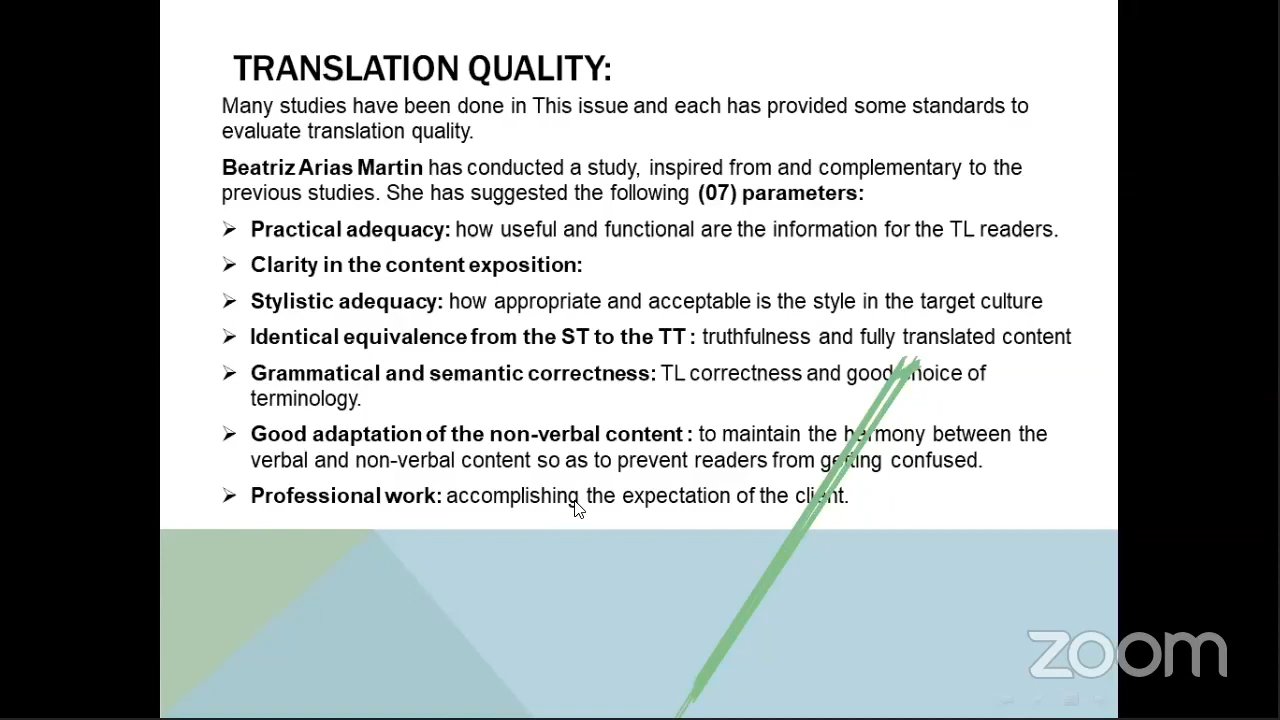 TRANSLATION QUALITY:
Many studies have been done in This issue and each has provided some standards to
evaluate translation quality.
Beatriz Arias Martin has conducted a study, inspired from and complementary to the
previous studies. She has suggested the following (07) parameters:
➢ Practical adequacy: how useful and functional are the information for the TL readers.
➢ Clarity in the content exposition:
➢ Stylistic adequacy: how appropriate and acceptable is the style in the target culture
➢ Identical equivalence from the ST to the TT : truthfulness and fully translated content
➢ Grammatical and semantic correctness: TL correctness and good choice of
terminology.
➢ Good adaptation of the non-verbal content : to maintain the harmony between the
verbal and non-verbal content so as to prevent readers from getting confused.
➢ Professional work: accomplishing the expectation of the client.
zoom